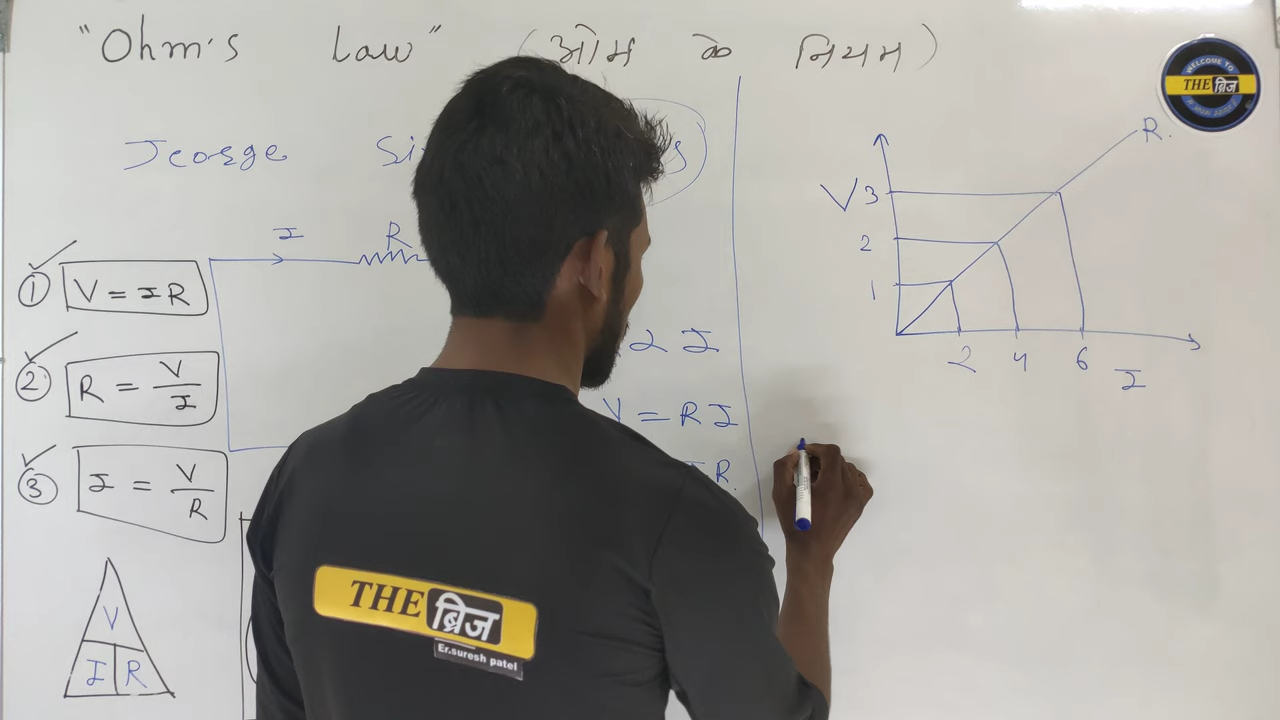 "Ohm's Law" (ओम के नियम)
Jeorge
I
R
① V = IR
② R = V/I
③ I = V/R
V
I R
α I
V = RI
R.
R.
V 3
2
1
2 4 6
I
WELCOME TO
THE ब्रिज
THE ब्रिज
Er.suresh patel